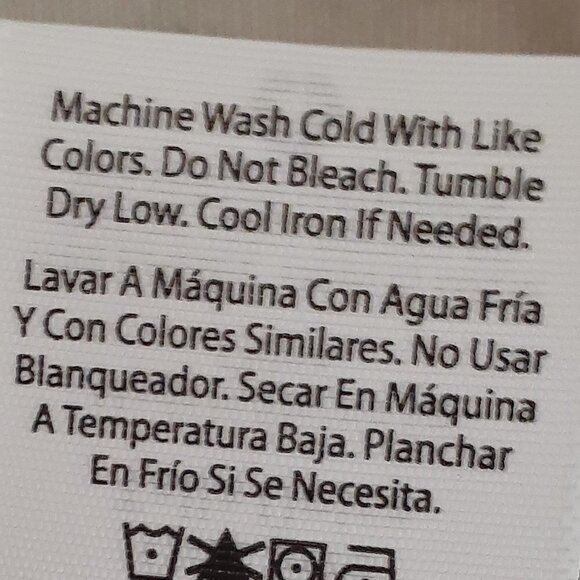 Machine Wash Cold With Like
Colors. Do Not Bleach. Tumble
Dry Low. Cool Iron If Needed.
Lavar A Máquina Con Agua Fría
Y Con Colores Similares. No Usar
Blanqueador. Secar En Máquina
A Temperatura Baja. Planchar
En Frío Si Se Necesita.